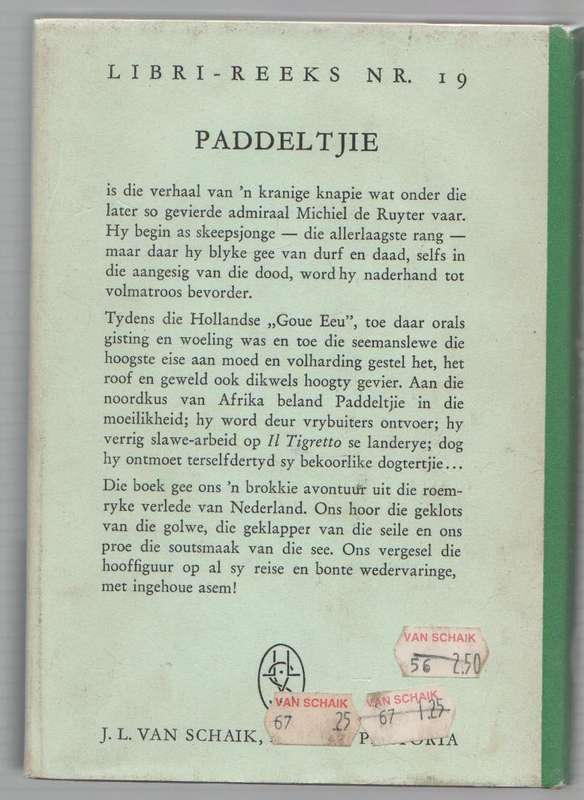 LIBRI-REEKS NR. 19
PADDELTJIE
is die verhaal van 'n kranige knapie wat onder die
later so gevierde admiraal Michiel de Ruyter vaar.
Hy begin as skeepsjonge — die allerlaagste rang —
maar daar hy blyke gee van durf en daad, selfs in
die aangesig van die dood, word hy naderhand tot
volmatroos bevorder.
Tydens die Hollandse „Goue Eeu”, toe daar orals
gisting en woeling was en toe die seemanslewe die
hoogste eise aan moed en volharding gestel het, het
roof en geweld ook dikwels hoogty gevier. Aan die
noordkus van Afrika beland Paddeltjie in die
moeilikheid; hy word deur vrybuiters ontvoer; hy
verrig slawe-arbeid op Il Tigretto se landerye; dog
hy ontmoet terselfdertyd sy bekoorlike dogtertjie...
Die boek gee ons 'n brokkie avontuur uit die roem-
ryke verlede van Nederland. Ons hoor die geklots
van die golwe, die geklapper van die seile en ons
proe die soutsmaak van die see. Ons vergesel die
hooffiguur op al sy reise en bonte wedervaringe,
met ingehoue asem!
VAN SCHAIK
56 2.50
VAN SCHAIK
67 25
VAN SCHAIK
67 1.25
J. L. VAN SCHAIK,